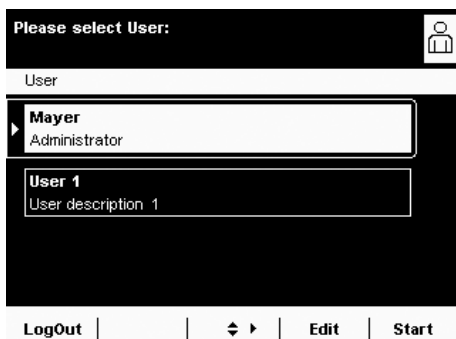 Please select User:
User
Mayer
Administrator
User 1
User description 1
LogOut | | | Edit | Start